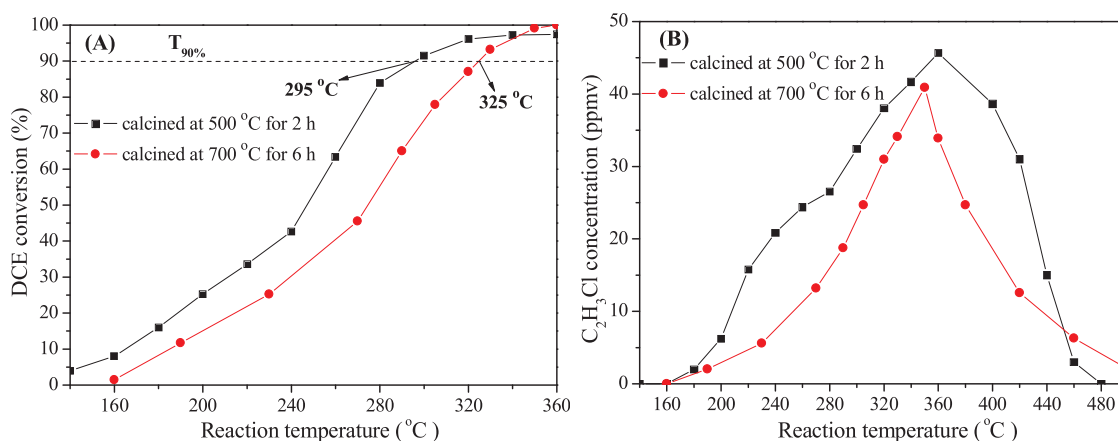 (A)
T90%
295 °C
325 °C
calcined at 500 °C for 2 h
calcined at 700 °C for 6 h
DCE conversion (%)
100
90
80
70
60
50
40
30
20
10
0
160 200 240 280 320 360
Reaction temperature ( °C )
(B)
calcined at 500 °C for 2 h
calcined at 700 °C for 6 h
C2H3Cl concentration (ppmv)
50
40
30
20
10
0
160 200 240 280 320 360 400 440 480
Reaction temperature ( °C )